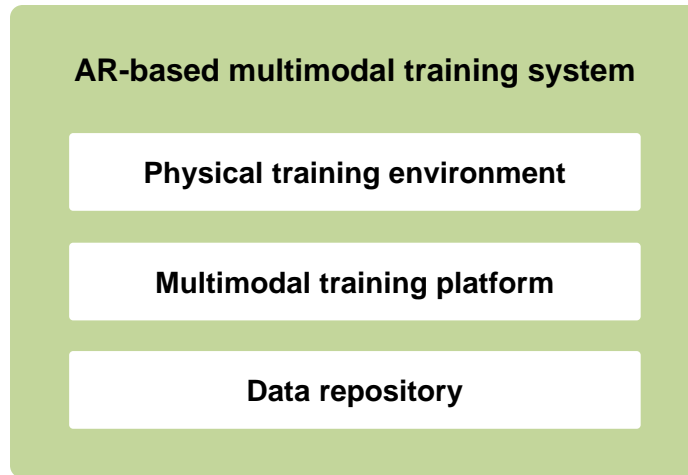 AR-based multimodal training system
Physical training environment
Multimodal training platform
Data repository